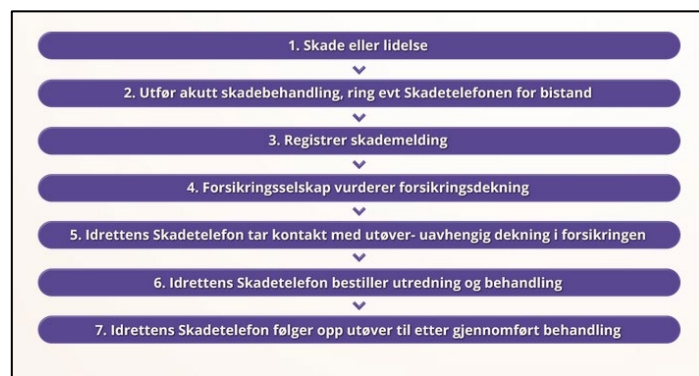 1. Skade eller lidelse
2. Utfør akutt skadebehandling, ring evt Skadetelefonen for bistand
3. Registrer skademelding
4. Forsikringsselskap vurderer forsikringsdekning
5. Idrettens Skadetelefon tar kontakt med utøver- uavhengig dekning i forsikringen
6. Idrettens Skadetelefon bestiller utredning og behandling
7. Idrettens Skadetelefon følger opp utøver til etter gjennomført behandling